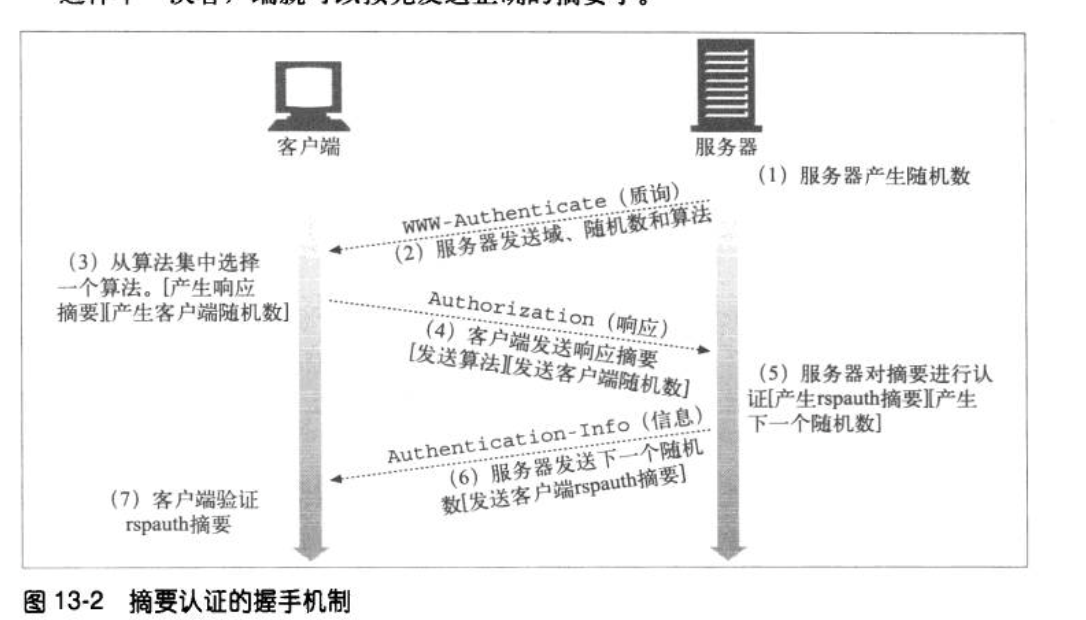 客户端
服务器
(1) 服务器产生随机数
WWW-Authenticate (质询)
(2) 服务器发送域、随机数和算法
(3) 从算法集中选择
一个算法。[产生响应
摘要][产生客户端随机数]
Authorization (响应)
(4) 客户端发送响应摘要
[发送算法][发送客户端随机数]
(5) 服务器对摘要进行认
证[产生rspauth摘要][产生
下一个随机数]
Authentication-Info (信息)
(6) 服务器发送下一个随机
数[发送客户端rspauth摘要]
(7) 客户端验证
rspauth摘要
图 13-2 摘要认证的握手机制